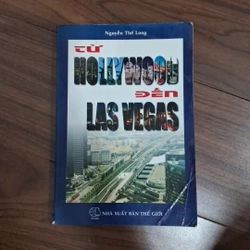 Nguyễn Thế Long
TỪ
HOLLYWOOD
ĐẾN
LAS VEGAS
NHÀ XUẤT BẢN THẾ GIỚI